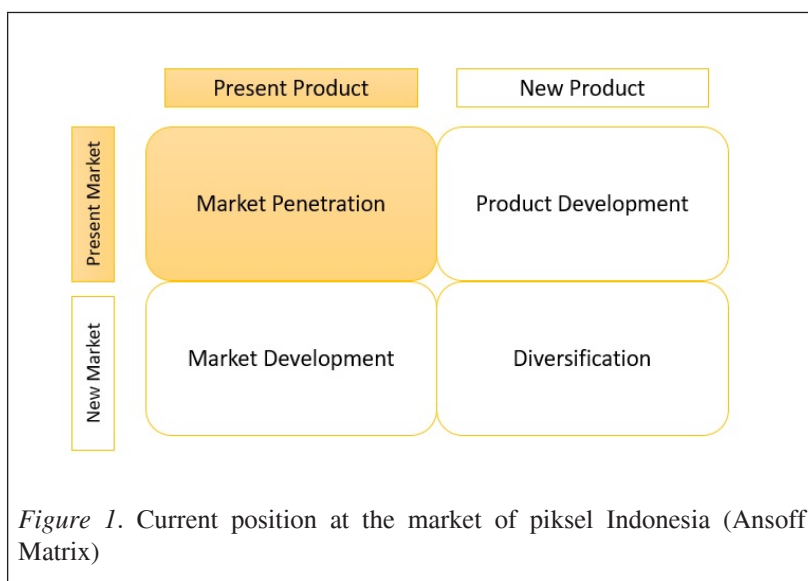 Present Product
New Product
Present Market
Market Penetration
Product Development
New Market
Market Development
Diversification
Figure 1. Current position at the market of piksel Indonesia (Ansoff
Matrix)